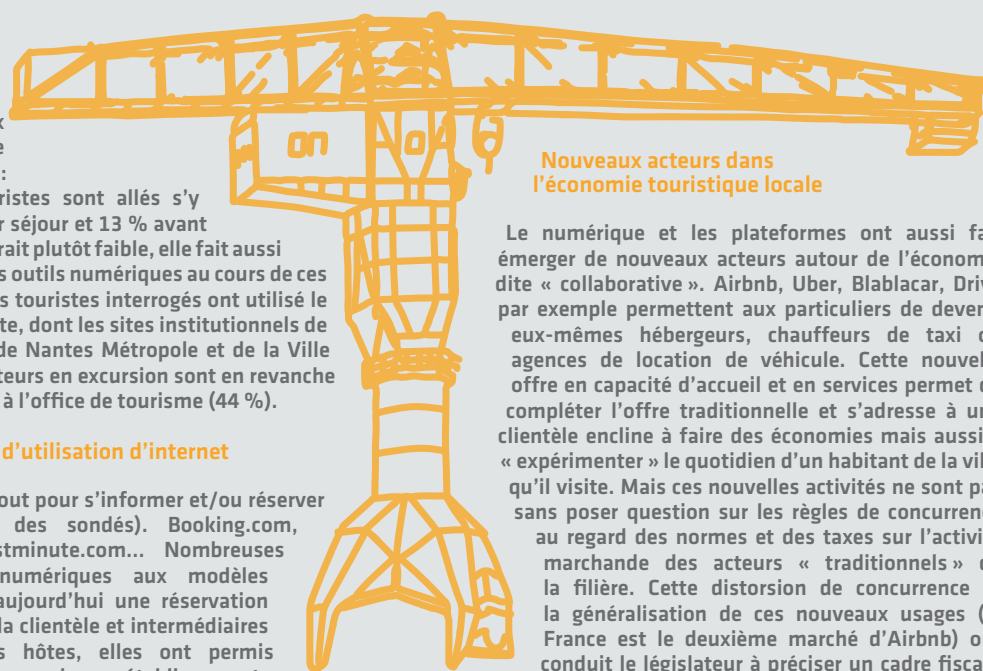 x
e
:
ristes sont allés s’y
r séjour et 13 % avant
rait plutôt faible, elle fait aussi
s outils numériques au cours de ces
s touristes interrogés ont utilisé le
te, dont les sites institutionnels de
de Nantes Métropole et de la Ville
teurs en excursion sont en revanche
à l’office de tourisme (44 %).
d’utilisation d’internet
out pour s’informer et/ou réserver
des sondés). Booking.com,
stminute.com... Nombreuses
numériques aux modèles
aujourd’hui une réservation
la clientèle et intermédiaires
s hôtes, elles ont permis
on
Nouveaux acteurs dans
l’économie touristique locale
Le numérique et les plateformes ont aussi fa
émerger de nouveaux acteurs autour de l’économ
dite « collaborative ». Airbnb, Uber, Blablacar, Driv
par exemple permettent aux particuliers de deven
eux-mêmes hébergeurs, chauffeurs de taxi o
agences de location de véhicule. Cette nouvel
offre en capacité d’accueil et en services permet d
compléter l’offre traditionnelle et s’adresse à un
clientèle encline à faire des économies mais aussi
« expérimenter » le quotidien d’un habitant de la vil
qu’il visite. Mais ces nouvelles activités ne sont pa
sans poser question sur les règles de concurrenc
au regard des normes et des taxes sur l’activi
marchande des acteurs « traditionnels » d
la filière. Cette distorsion de concurrence
la généralisation de ces nouveaux usages (
France est le deuxième marché d’Airbnb) o
conduit le législateur à préciser un cadre fisca